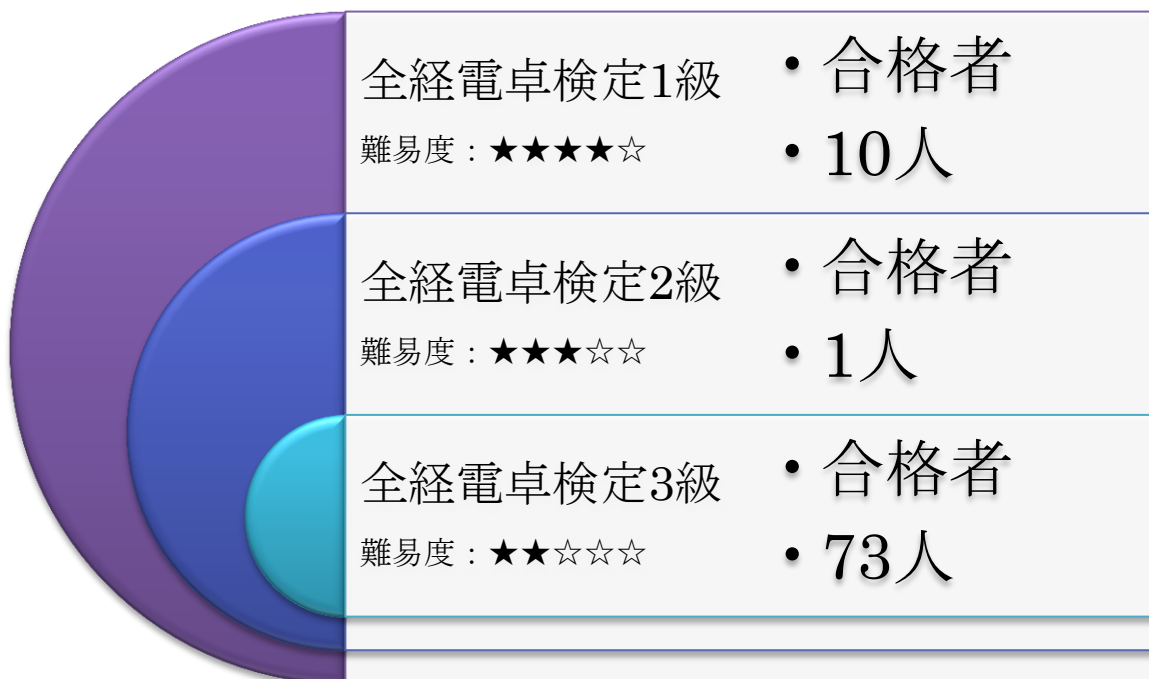 全経電卓検定1級
難易度：★★★★☆
• 合格者
• 10人
全経電卓検定2級
難易度：★★★☆☆
• 合格者
• 1人
全経電卓検定3級
難易度：★★☆☆☆
• 合格者
• 73人